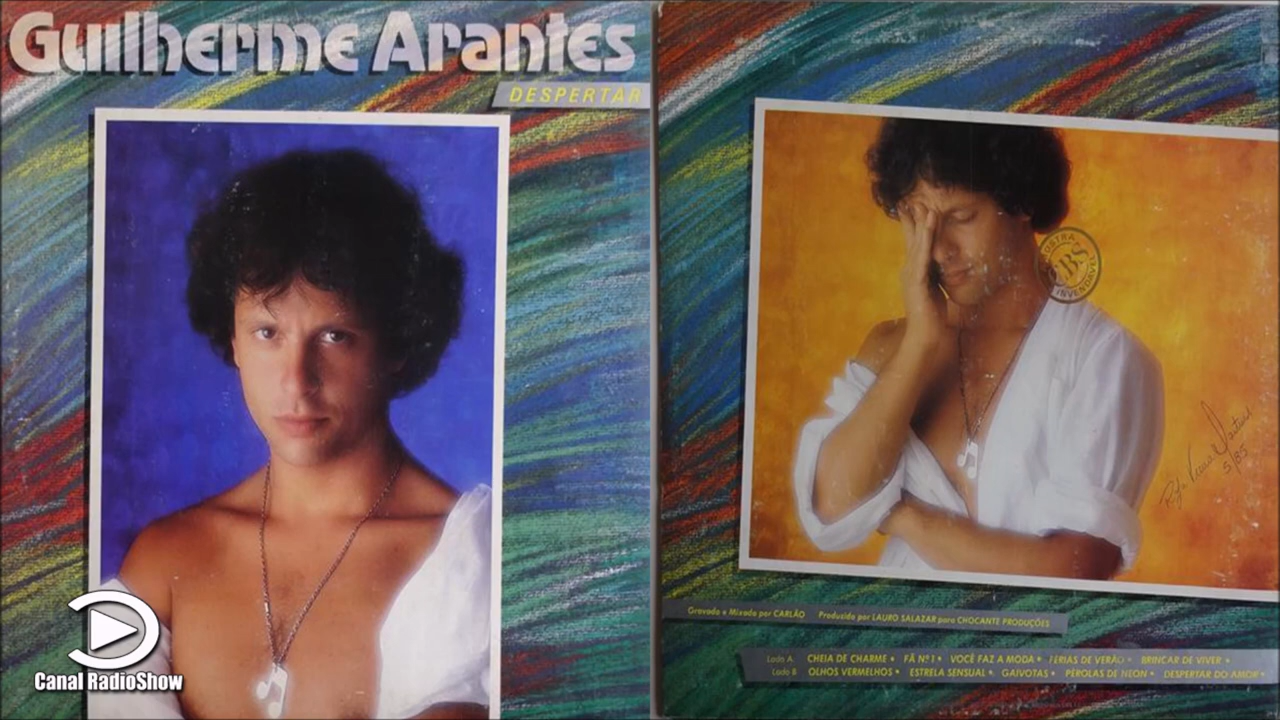 Guilherme Arantes
DESPERTAR
AMOSTRA
CBS
INVENDÁVEL
5/85
Gravado e Mixado por CARLÃO Produzido por LAURO SALAZAR para CHOCANTE PRODUÇÕES
Lado A: CHEIA DE CHARME • FÃ Nº 1 • VOCÊ FAZ A MODA • FÉRIAS DE VERÃO • BRINCAR DE VIVER •
Lado B OLHOS VERMELHOS • ESTRELA SENSUAL • GAIVOTAS • PÉROLAS DE NEON • DESPERTAR DO AMOR •
Canal RadioShow